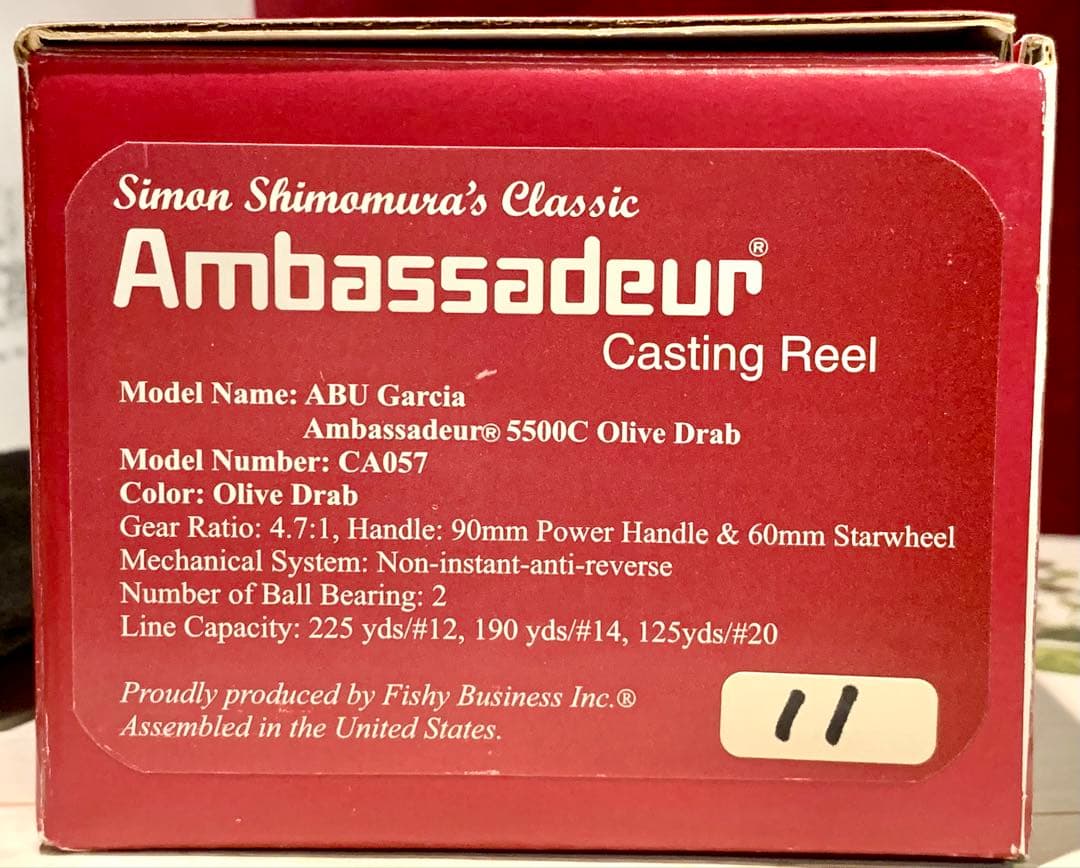 Simon Shimomura's Classic
Ambassadeur®
Casting Reel
Model Name: ABU Garcia
Ambassadeur® 5500C Olive Drab
Model Number: CA057
Color: Olive Drab
Gear Ratio: 4.7:1, Handle: 90mm Power Handle & 60mm Starwheel
Mechanical System: Non-instant-anti-reverse
Number of Ball Bearing: 2
Line Capacity: 225 yds/#12, 190 yds/#14, 125yds/#20
Proudly produced by Fishy Business Inc.®
Assembled in the United States.
11